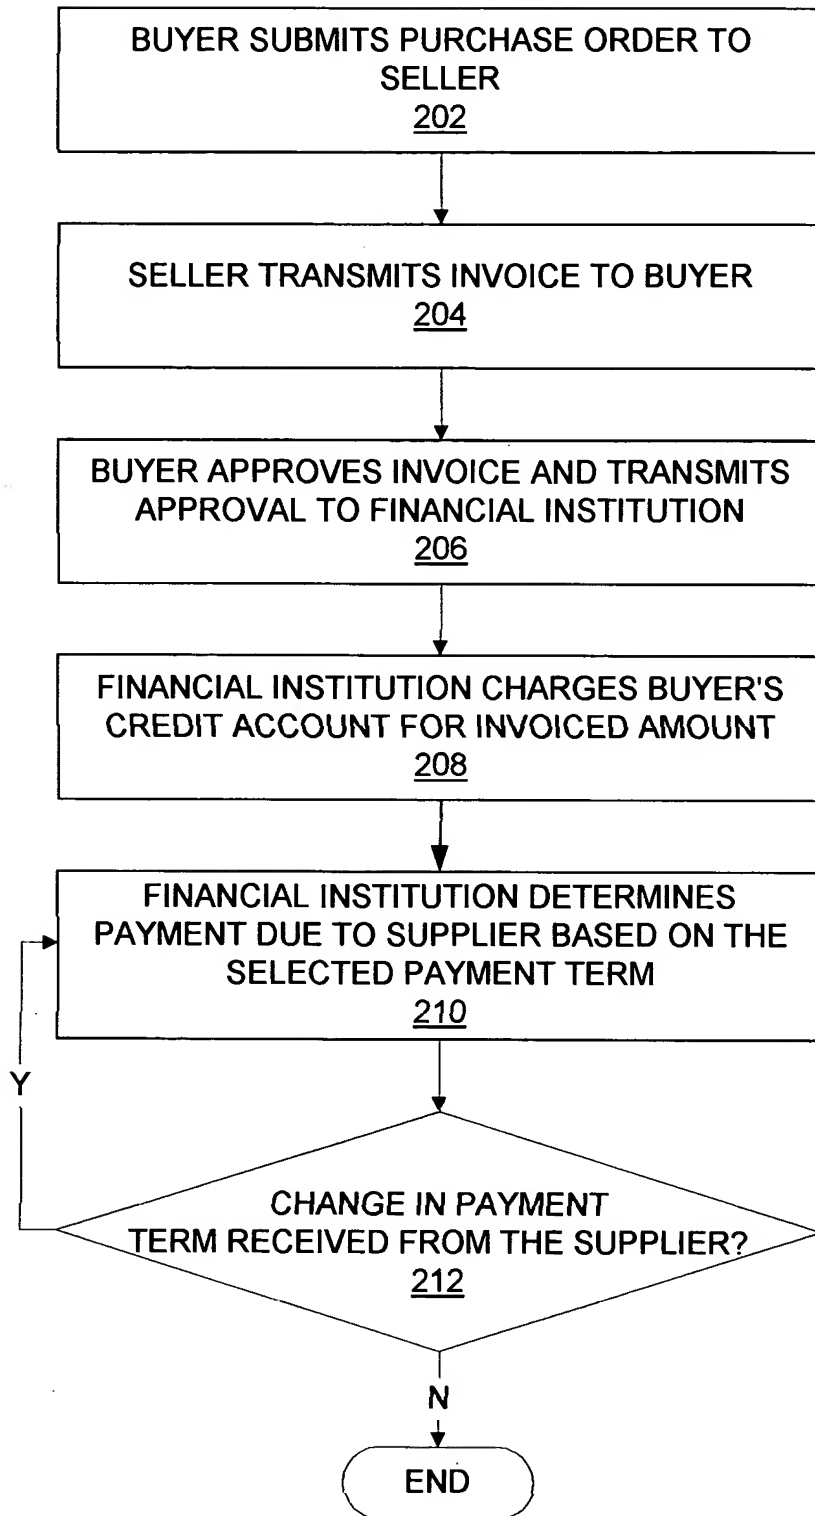 BUYER SUBMITS PURCHASE ORDER TO
SELLER
202
SELLER TRANSMITS INVOICE TO BUYER
204
BUYER APPROVES INVOICE AND TRANSMITS
APPROVAL TO FINANCIAL INSTITUTION
206
FINANCIAL INSTITUTION CHARGES BUYER'S
CREDIT ACCOUNT FOR INVOICED AMOUNT
208
FINANCIAL INSTITUTION DETERMINES
PAYMENT DUE TO SUPPLIER BASED ON THE
SELECTED PAYMENT TERM
210
Y
CHANGE IN PAYMENT
TERM RECEIVED FROM THE SUPPLIER?
212
N
END